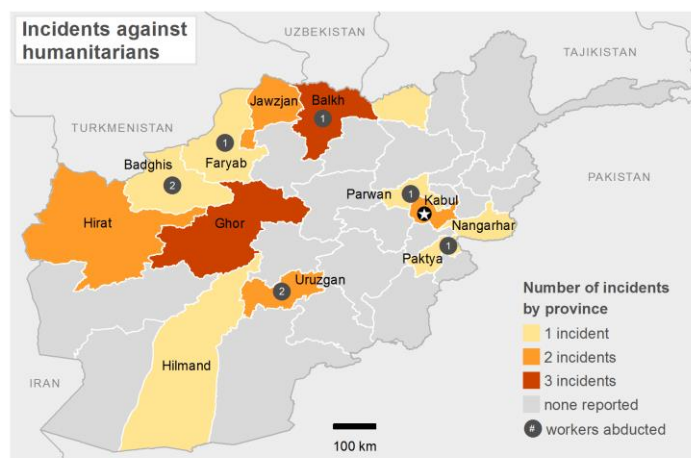 Incidents against
humanitarians
UZBEKISTAN
TAJIKISTAN
TURKMENISTAN
Jawzjan
Balkh
1
1
Faryab
Badghis
2
PAKISTAN
Parwan
1
Kabul
Hirat
Ghor
Nangarhar
1
Paktya
Uruzgan
2
Hilmand
IRAN
Number of incidents
by province
1 incident
2 incidents
3 incidents
none reported
# workers abducted
100 km